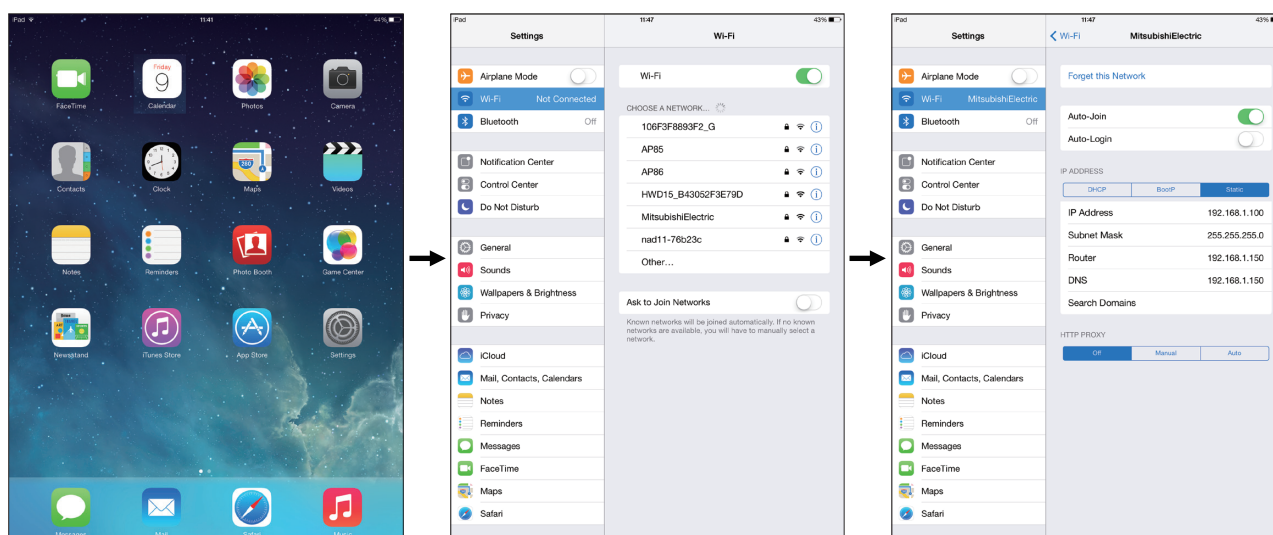 iPad 11:41 44%
Friday
9
FaceTime Calendar Photos Camera
280
Contacts Clock Maps Videos
Notes Reminders Photo Booth Game Center
Newsstand iTunes Store App Store Settings
Messages Mail Safari Music
iPad 11:47 43%
Settings Wi-Fi
Airplane Mode
Wi-Fi Not Connected
Bluetooth Off
Notification Center
Control Center
Do Not Disturb
General
Sounds
Wallpapers & Brightness
Privacy
iCloud
Mail, Contacts, Calendars
Notes
Reminders
Messages
FaceTime
Maps
Safari
Wi-Fi
CHOOSE A NETWORK...
106F3F8693F2_G
AP85
AP86
HWD15_B43052F3E79D
MitsubishiElectric
nad11-76b23c
Other...
Ask to Join Networks
Known networks will be joined automatically. If no known
networks are available, you will have to manually select a
network.
iPad 11:47 43%
Settings Wi-Fi MitsubishiElectric
Airplane Mode
Wi-Fi MitsubishiElectric
Bluetooth Off
Notification Center
Control Center
Do Not Disturb
General
Sounds
Wallpapers & Brightness
Privacy
iCloud
Mail, Contacts, Calendars
Notes
Reminders
Messages
FaceTime
Maps
Safari
Forget this Network
Auto-Join
Auto-Login
IP ADDRESS
DHCP BootP Static
IP Address 192.168.1.100
Subnet Mask 255.255.255.0
Router 192.168.1.150
DNS 192.168.1.150
Search Domains
HTTP PROXY
Off Manual Auto